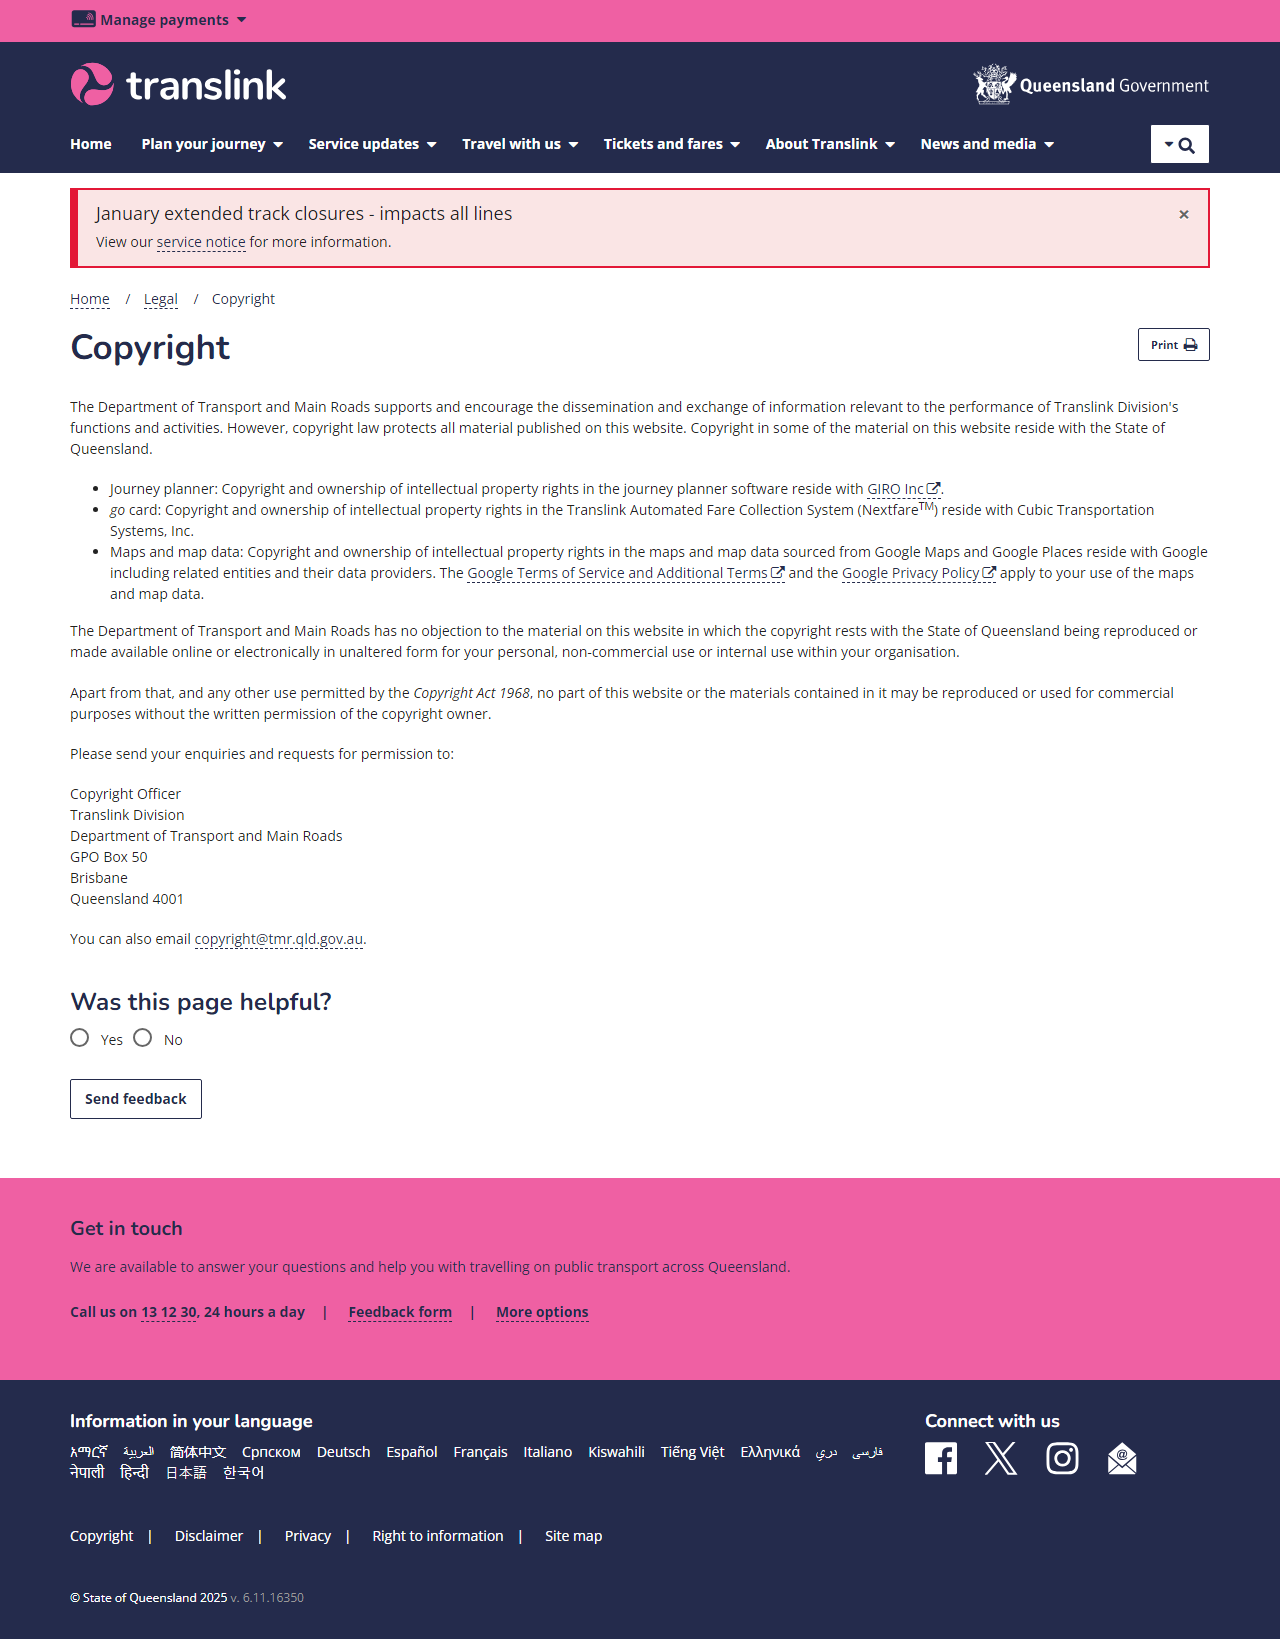 Manage payments
translink
Queensland Government
Home Plan your journey Service updates Travel with us Tickets and fares About Translink News and media
January extended track closures - impacts all lines ×
View our service notice for more information.
Home / Legal / Copyright
Copyright
Print
The Department of Transport and Main Roads supports and encourage the dissemination and exchange of information relevant to the performance of Translink Division's
functions and activities. However, copyright law protects all material published on this website. Copyright in some of the material on this website reside with the State of
Queensland.
• Journey planner: Copyright and ownership of intellectual property rights in the journey planner software reside with GIRO Inc.
• go card: Copyright and ownership of intellectual property rights in the Translink Automated Fare Collection System (NextfareTM) reside with Cubic Transportation
Systems, Inc.
• Maps and map data: Copyright and ownership of intellectual property rights in the maps and map data sourced from Google Maps and Google Places reside with Google
including related entities and their data providers. The Google Terms of Service and Additional Terms and the Google Privacy Policy apply to your use of the maps
and map data.
The Department of Transport and Main Roads has no objection to the material on this website in which the copyright rests with the State of Queensland being reproduced or
made available online or electronically in unaltered form for your personal, non-commercial use or internal use within your organisation.
Apart from that, and any other use permitted by the Copyright Act 1968, no part of this website or the materials contained in it may be reproduced or used for commercial
purposes without the written permission of the copyright owner.
Please send your enquiries and requests for permission to:
Copyright Officer
Translink Division
Department of Transport and Main Roads
GPO Box 50
Brisbane
Queensland 4001
You can also email copyright@tmr.qld.gov.au.
Was this page helpful?
Yes No
Send feedback
Get in touch
We are available to answer your questions and help you with travelling on public transport across Queensland.
Call us on 13 12 30, 24 hours a day | Feedback form | More options
Information in your language
አማርኛ العربية 简体中文 Српском Deutsch Español Français Italiano Kiswahili Tiếng Việt Ελληνικά دري فارسی
नेपाली हिन्दी 日本語 한국어
Connect with us
Copyright | Disclaimer | Privacy | Right to information | Site map
© State of Queensland 2025 v. 6.11.16350